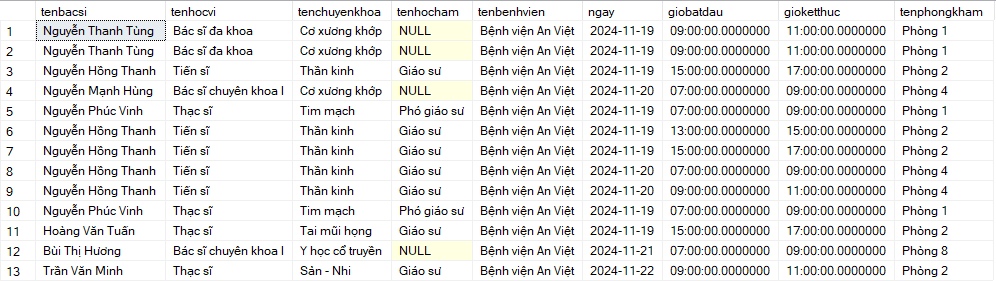 tenbacsi tenhocvi tenchuyenkhoa tenhocham tenbenhvien ngay giobatdau gioketthuc tenphongkham
1 Nguyễn Thanh Tùng Bác sĩ đa khoa Cơ xương khớp NULL Bệnh viện An Việt 2024-11-19 09:00:00.0000000 11:00:00.0000000 Phòng 1
2 Nguyễn Thanh Tùng Bác sĩ đa khoa Cơ xương khớp NULL Bệnh viện An Việt 2024-11-19 09:00:00.0000000 11:00:00.0000000 Phòng 1
3 Nguyễn Hồng Thanh Tiến sĩ Thần kinh Giáo sư Bệnh viện An Việt 2024-11-19 15:00:00.0000000 17:00:00.0000000 Phòng 2
4 Nguyễn Mạnh Hùng Bác sĩ chuyên khoa I Cơ xương khớp NULL Bệnh viện An Việt 2024-11-20 07:00:00.0000000 09:00:00.0000000 Phòng 4
5 Nguyễn Phúc Vinh Thạc sĩ Tim mạch Phó giáo sư Bệnh viện An Việt 2024-11-19 07:00:00.0000000 09:00:00.0000000 Phòng 1
6 Nguyễn Hồng Thanh Tiến sĩ Thần kinh Giáo sư Bệnh viện An Việt 2024-11-19 13:00:00.0000000 15:00:00.0000000 Phòng 2
7 Nguyễn Hồng Thanh Tiến sĩ Thần kinh Giáo sư Bệnh viện An Việt 2024-11-19 15:00:00.0000000 17:00:00.0000000 Phòng 2
8 Nguyễn Hồng Thanh Tiến sĩ Thần kinh Giáo sư Bệnh viện An Việt 2024-11-20 07:00:00.0000000 09:00:00.0000000 Phòng 4
9 Nguyễn Hồng Thanh Tiến sĩ Thần kinh Giáo sư Bệnh viện An Việt 2024-11-20 09:00:00.0000000 11:00:00.0000000 Phòng 4
10 Nguyễn Phúc Vinh Thạc sĩ Tim mạch Phó giáo sư Bệnh viện An Việt 2024-11-19 07:00:00.0000000 09:00:00.0000000 Phòng 1
11 Hoàng Văn Tuấn Thạc sĩ Tai mũi họng Giáo sư Bệnh viện An Việt 2024-11-19 15:00:00.0000000 17:00:00.0000000 Phòng 2
12 Bùi Thị Hương Bác sĩ chuyên khoa I Y học cổ truyền NULL Bệnh viện An Việt 2024-11-21 07:00:00.0000000 09:00:00.0000000 Phòng 8
13 Trần Văn Minh Thạc sĩ Sản - Nhi Giáo sư Bệnh viện An Việt 2024-11-22 09:00:00.0000000 11:00:00.0000000 Phòng 2